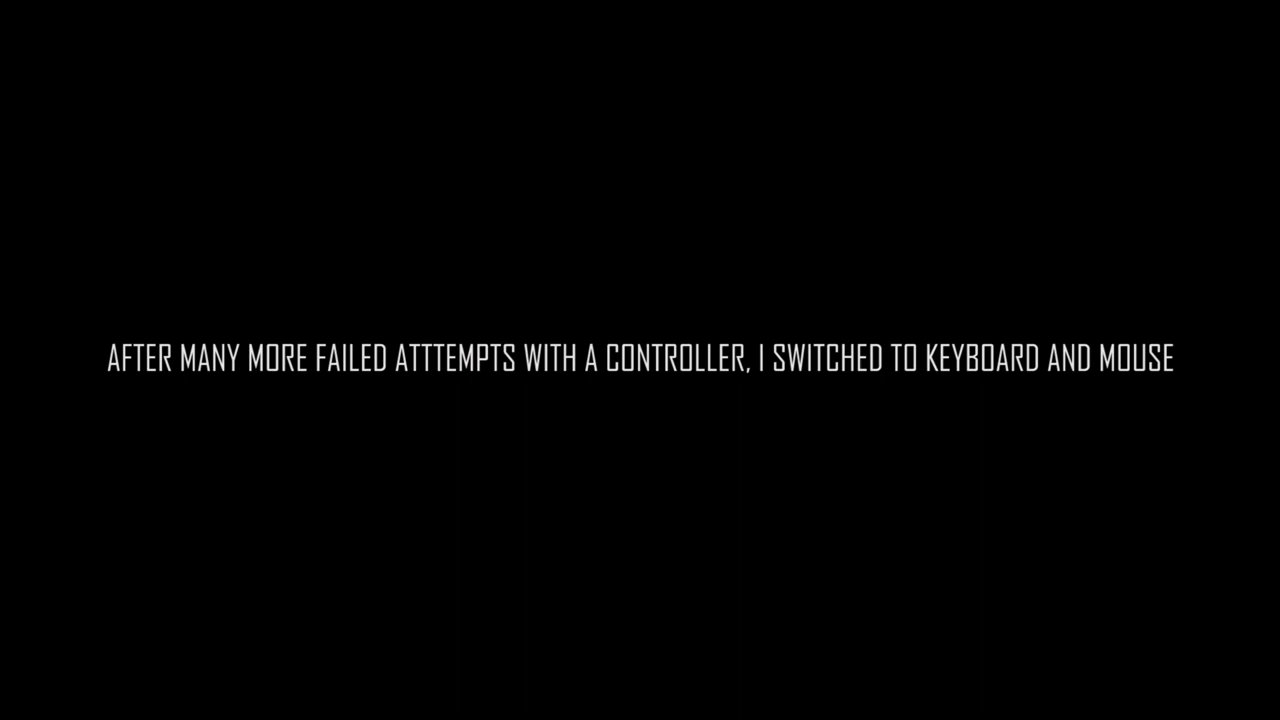 AFTER MANY MORE FAILED ATTTEMPTS WITH A CONTROLLER, I SWITCHED TO KEYBOARD AND MOUSE